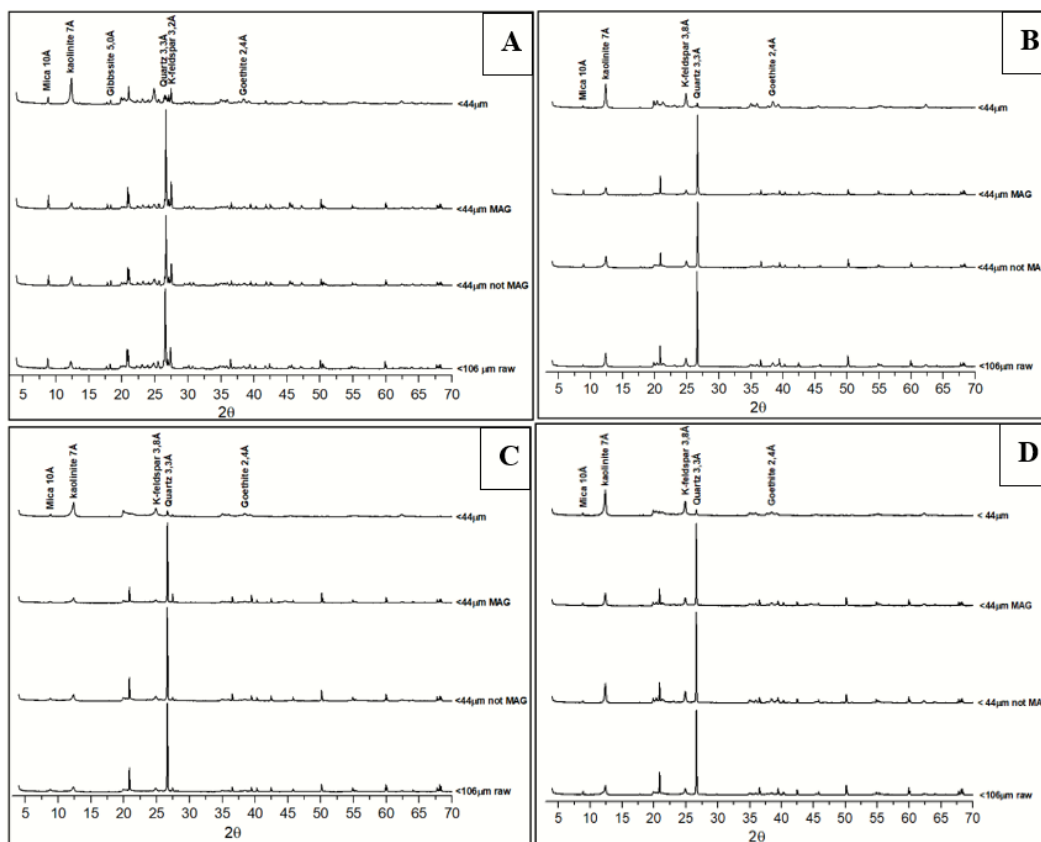 A
Mica 10Å
kaolinite 7Å
Gibbssite 5,0Å
Quartz 3,3Å
K-feldspar 3,2Å
Goethite 2,4Å
<44µm
<44µm MAG
<44µm not MAG
<106 µm raw
5 10 15 20 25 30 35 40 45 50 55 60 65 70
2θ
B
Mica 10Å
kaolinite 7Å
K-feldspar 3,8Å
Quartz 3,3Å
Goethite 2,4Å
<44µm
<44µm MAG
<44µm not MA
<106µm raw
5 10 15 20 25 30 35 40 45 50 55 60 65 70
2θ
C
Mica 10Å
kaolinite 7Å
K-feldspar 3,8Å
Quartz 3,3Å
Goethite 2,4Å
<44µm
<44µm MAG
<44µm not MAG
<106µm raw
5 10 15 20 25 30 35 40 45 50 55 60 65 70
2θ
D
Mica 10Å
kaolinite 7Å
K-feldspar 3,8Å
Quartz 3,3Å
Goethite 2,4Å
< 44µm
<44µm MAG
< 44µm not MA
<106µm raw
5 10 15 20 25 30 35 40 45 50 55 60 65 70
2θ